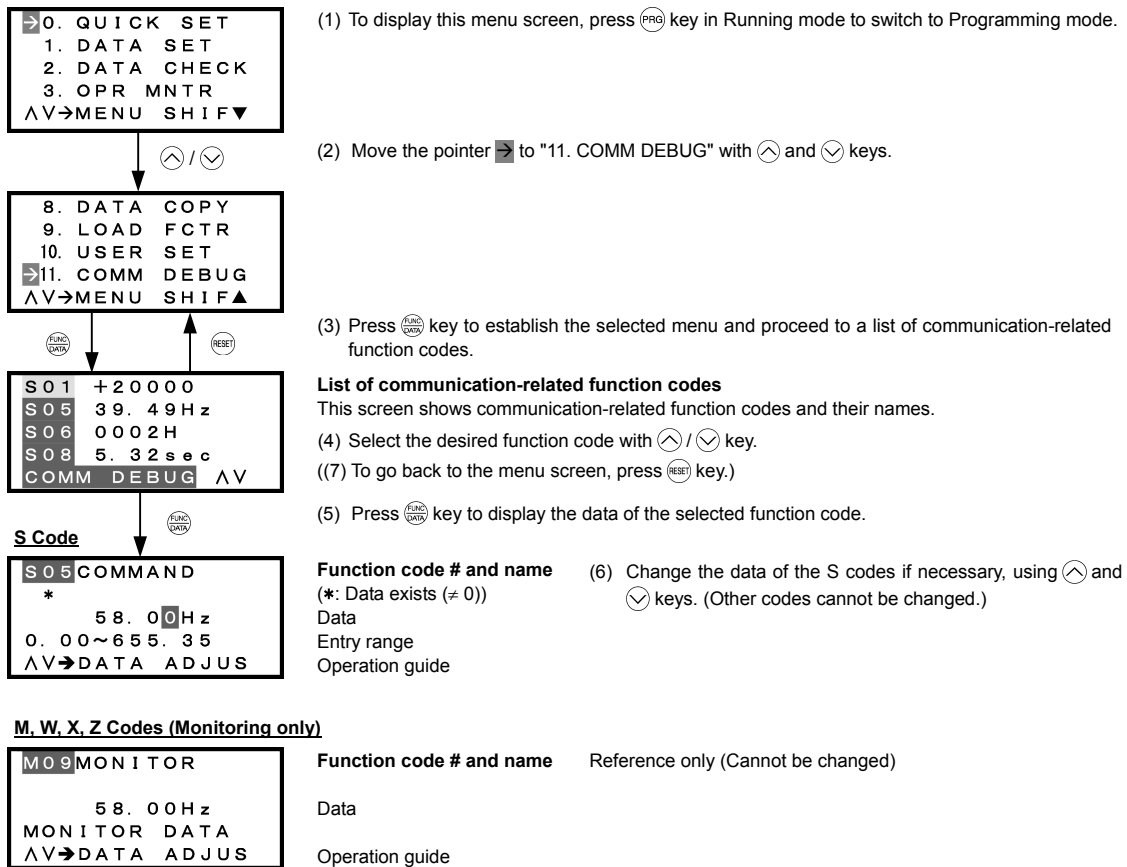 →0. QUICK SET
1. DATA SET
2. DATA CHECK
3. OPR MNTR
∧∨→MENU SHIF▼
(1) To display this menu screen, press PRG key in Running mode to switch to Programming mode.
∧ / ∨
(2) Move the pointer → to "11. COMM DEBUG" with ∧ and ∨ keys.
8. DATA COPY
9. LOAD FCTR
10. USER SET
→11. COMM DEBUG
∧∨→MENU SHIF▲
FUNC DATA
RESET
(3) Press FUNC DATA key to establish the selected menu and proceed to a list of communication-related
function codes.
S01 +20000
S05 39. 49Hz
S06 0002H
S08 5. 32sec
COMM DEBUG ∧∨
List of communication-related function codes
This screen shows communication-related function codes and their names.
(4) Select the desired function code with ∧ / ∨ key.
((7) To go back to the menu screen, press RESET key.)
FUNC DATA
(5) Press FUNC DATA key to display the data of the selected function code.
S Code
S05 COMMAND
*
58. 00Hz
0. 00~655. 35
∧∨→DATA ADJUS
Function code # and name
(*: Data exists (≠ 0))
Data
Entry range
Operation guide
(6) Change the data of the S codes if necessary, using ∧ and
∨ keys. (Other codes cannot be changed.)
M, W, X, Z Codes (Monitoring only)
M09 MONITOR
58. 00Hz
MONITOR DATA
∧∨→DATA ADJUS
Function code # and name
Data
Operation guide
Reference only (Cannot be changed)